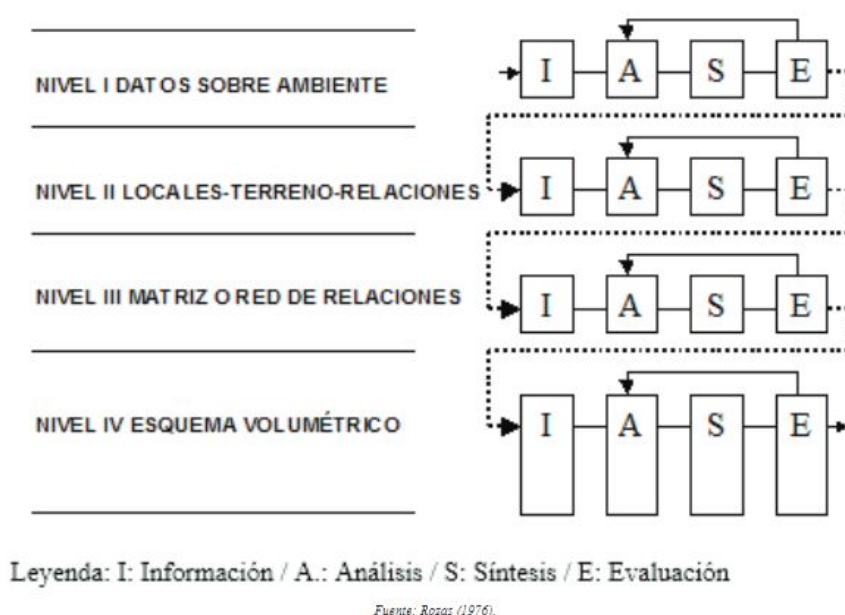 NIVEL I DATOS SOBRE AMBIENTE
I A S E
NIVEL II LOCALES-TERRENO-RELACIONES
I A S E
NIVEL III MATRIZ O RED DE RELACIONES
I A S E
NIVEL IV ESQUEMA VOLUMÉTRICO
I A S E
Leyenda: I: Información / A.: Análisis / S: Síntesis / E: Evaluación
Fuente: Rozas (1976).